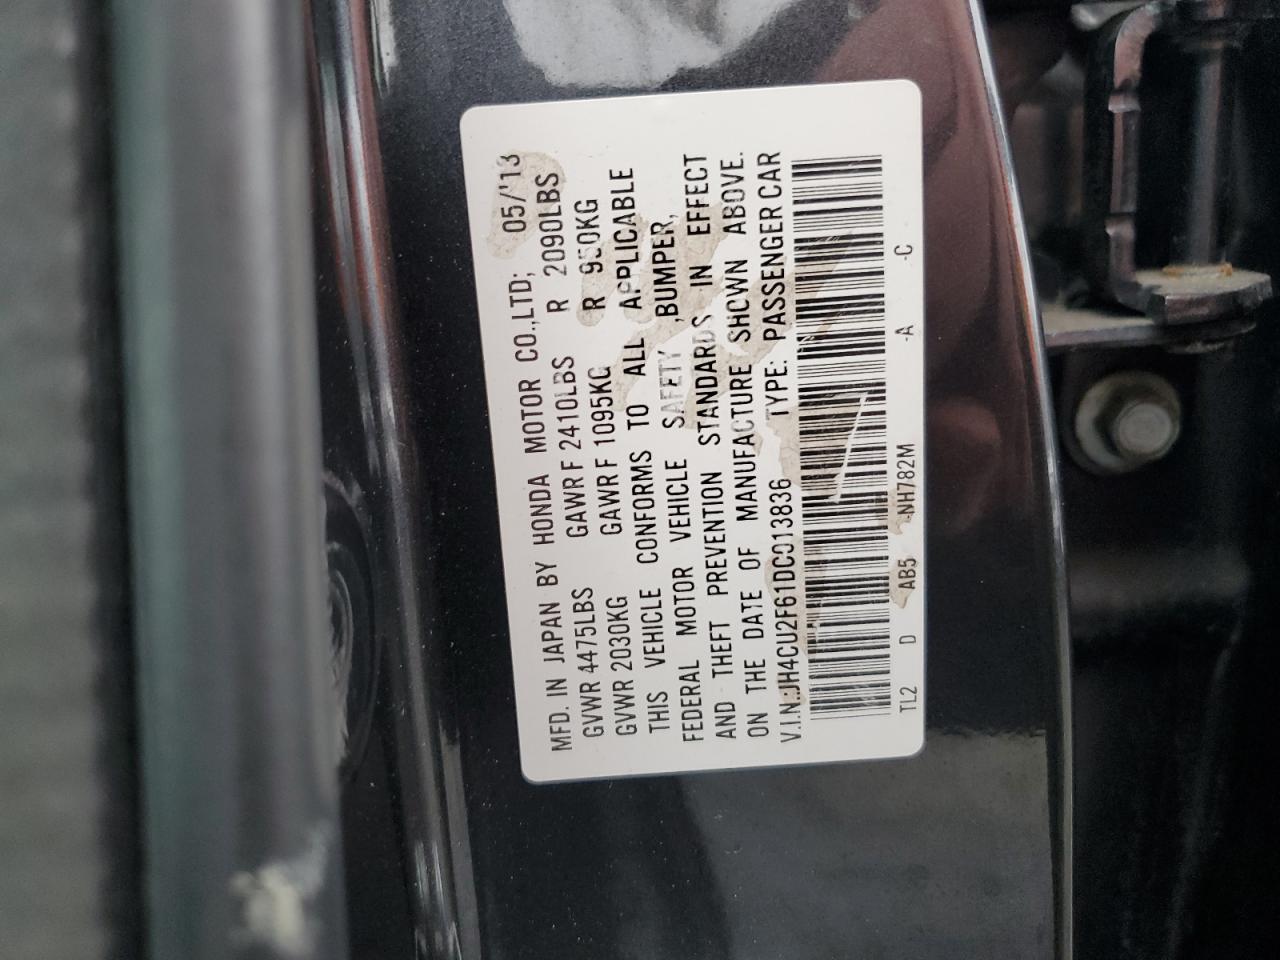 MFD. IN JAPAN BY HONDA MOTOR CO.,LTD; 05/'13
GVWR 4475LBS GAWR F 2410LBS R 2090LBS
GVWR 2030KG GAWR F 1095KG R 950KG
THIS VEHICLE CONFORMS TO ALL APPLICABLE
FEDERAL MOTOR VEHICLE SAFETY ,BUMPER,
AND THEFT PREVENTION STANDARDS IN EFFECT
ON THE DATE OF MANUFACTURE SHOWN ABOVE.
V.I.N.:JH4CU2F61DC013836 TYPE: PASSENGER CAR
TL2 D AB5 -NH782M -A -C